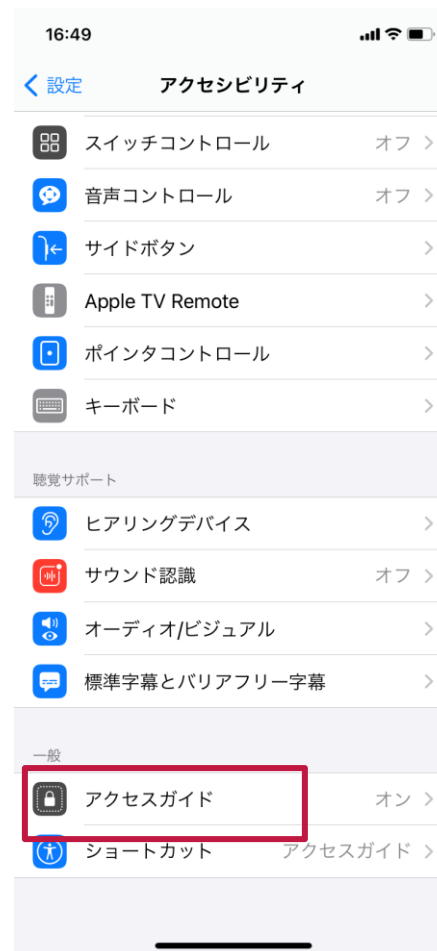 16:49
設定 アクセシビリティ
スイッチコントロール オフ
音声コントロール オフ
サイドボタン
Apple TV Remote
ポインタコントロール
キーボード
聴覚サポート
ヒアリングデバイス
サウンド認識 オフ
オーディオ/ビジュアル
標準字幕とバリアフリー字幕
一般
アクセスガイド オン
ショートカット アクセスガイド